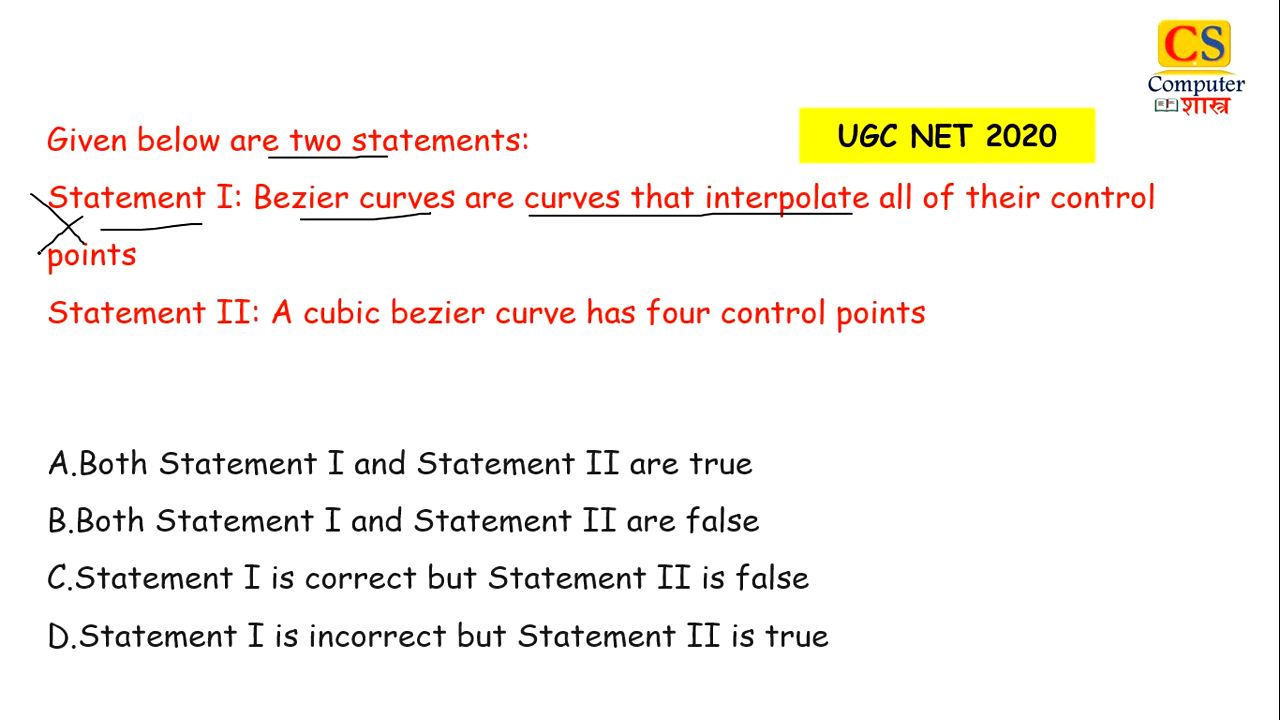 CS
Computer
शास्त्र
Given below are two statements:
UGC NET 2020
Statement I: Bezier curves are curves that interpolate all of their control
points
Statement II: A cubic bezier curve has four control points
A.Both Statement I and Statement II are true
B.Both Statement I and Statement II are false
C.Statement I is correct but Statement II is false
D.Statement I is incorrect but Statement II is true